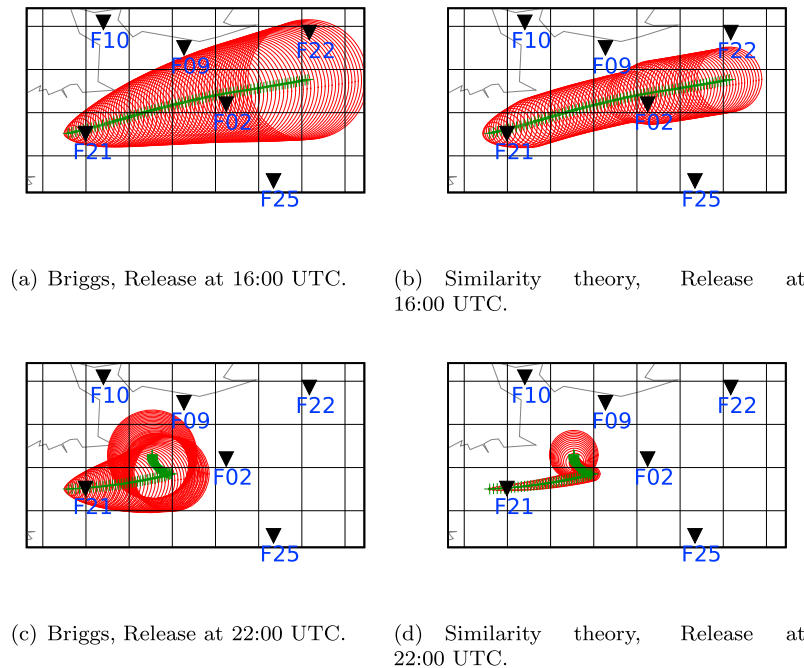 F10
F22
F09
F02
F21
F25
F10
F22
F09
F02
F21
F25
(a) Briggs, Release at 16:00 UTC.
(b) Similarity theory, Release at
16:00 UTC.
F10
F22
F09
F02
F21
F25
F10
F22
F09
F02
F21
F25
(c) Briggs, Release at 22:00 UTC.
(d) Similarity theory, Release at
22:00 UTC.